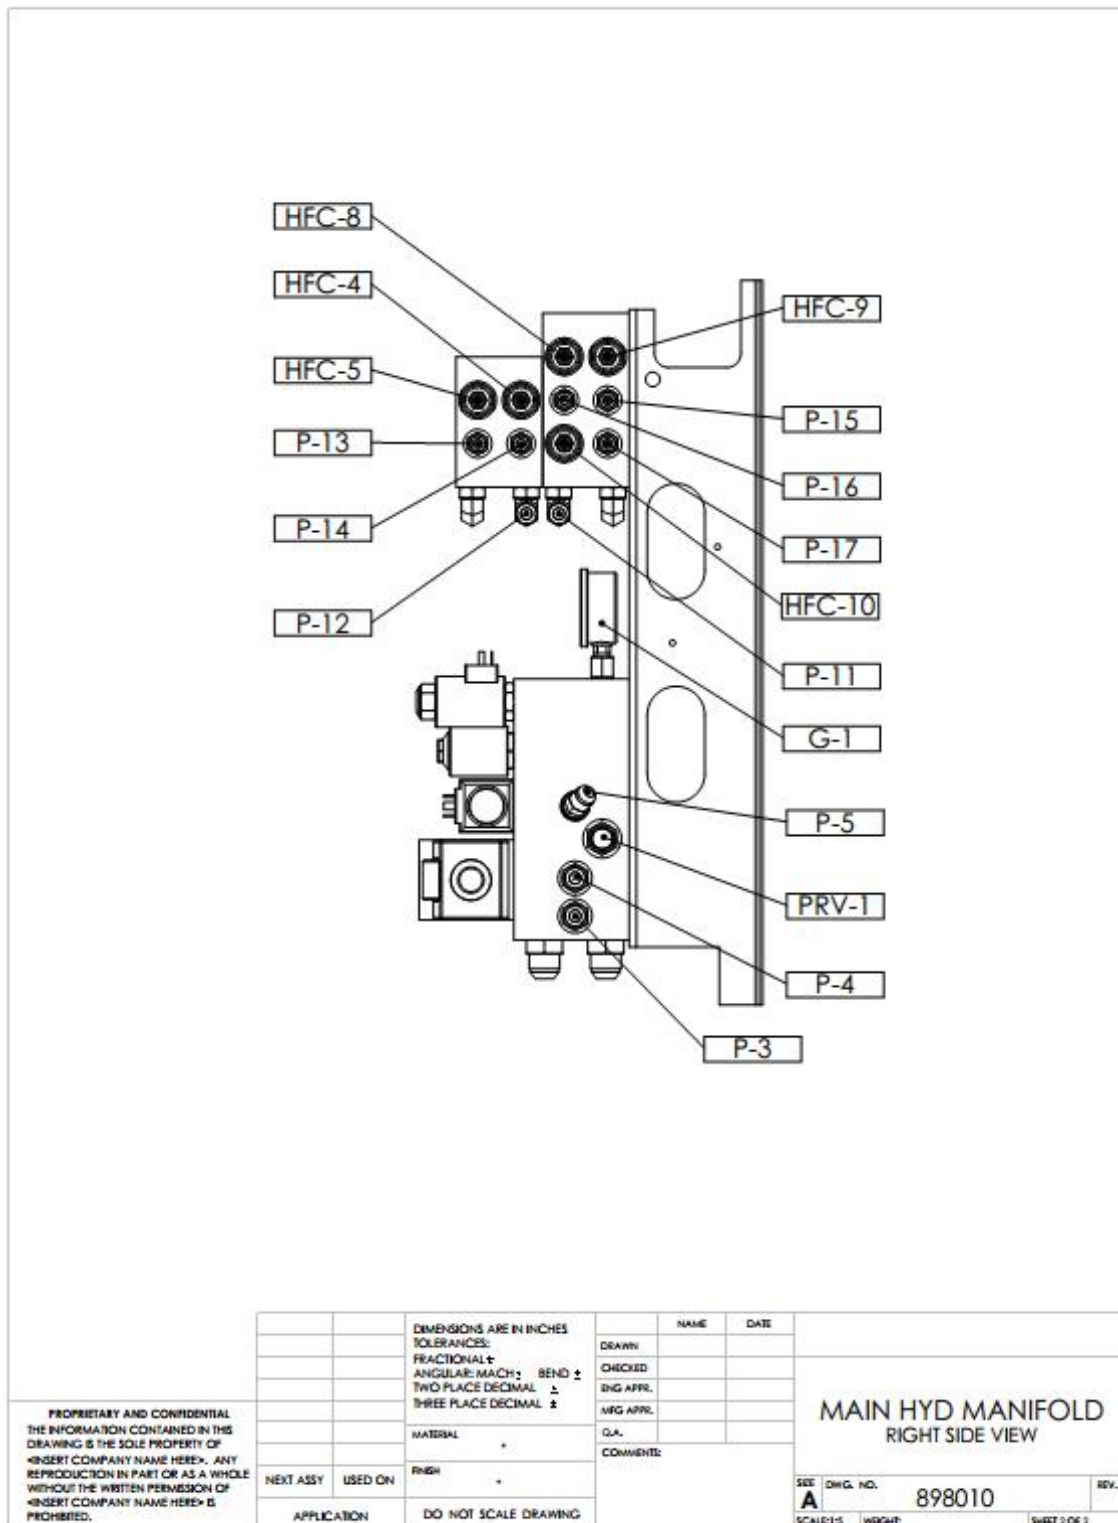 HFC-8
HFC-4
HFC-9
HFC-5
P-15
P-13
P-16
P-14
P-17
HFC-10
P-12
P-11
G-1
P-5
PRV-1
P-4
P-3
PROPRIETARY AND CONFIDENTIAL
THE INFORMATION CONTAINED IN THIS
DRAWING IS THE SOLE PROPERTY OF
<INSERT COMPANY NAME HERE>. ANY
REPRODUCTION IN PART OR AS A WHOLE
WITHOUT THE WRITTEN PERMISSION OF
<INSERT COMPANY NAME HERE> IS
PROHIBITED.
NEXT ASSY USED ON
APPLICATION
DIMENSIONS ARE IN INCHES
TOLERANCES:
FRACTIONAL ±
ANGULAR: MACH ± BEND ±
TWO PLACE DECIMAL ±
THREE PLACE DECIMAL ±
MATERIAL
FINISH
DO NOT SCALE DRAWING
NAME DATE
DRAWN
CHECKED
ENG APPR.
MFG APPR.
Q.A.
COMMENTS:
MAIN HYD MANIFOLD
RIGHT SIDE VIEW
SIZE DWG. NO. REV.
A 898010
SCALE:1:5 WEIGHT: